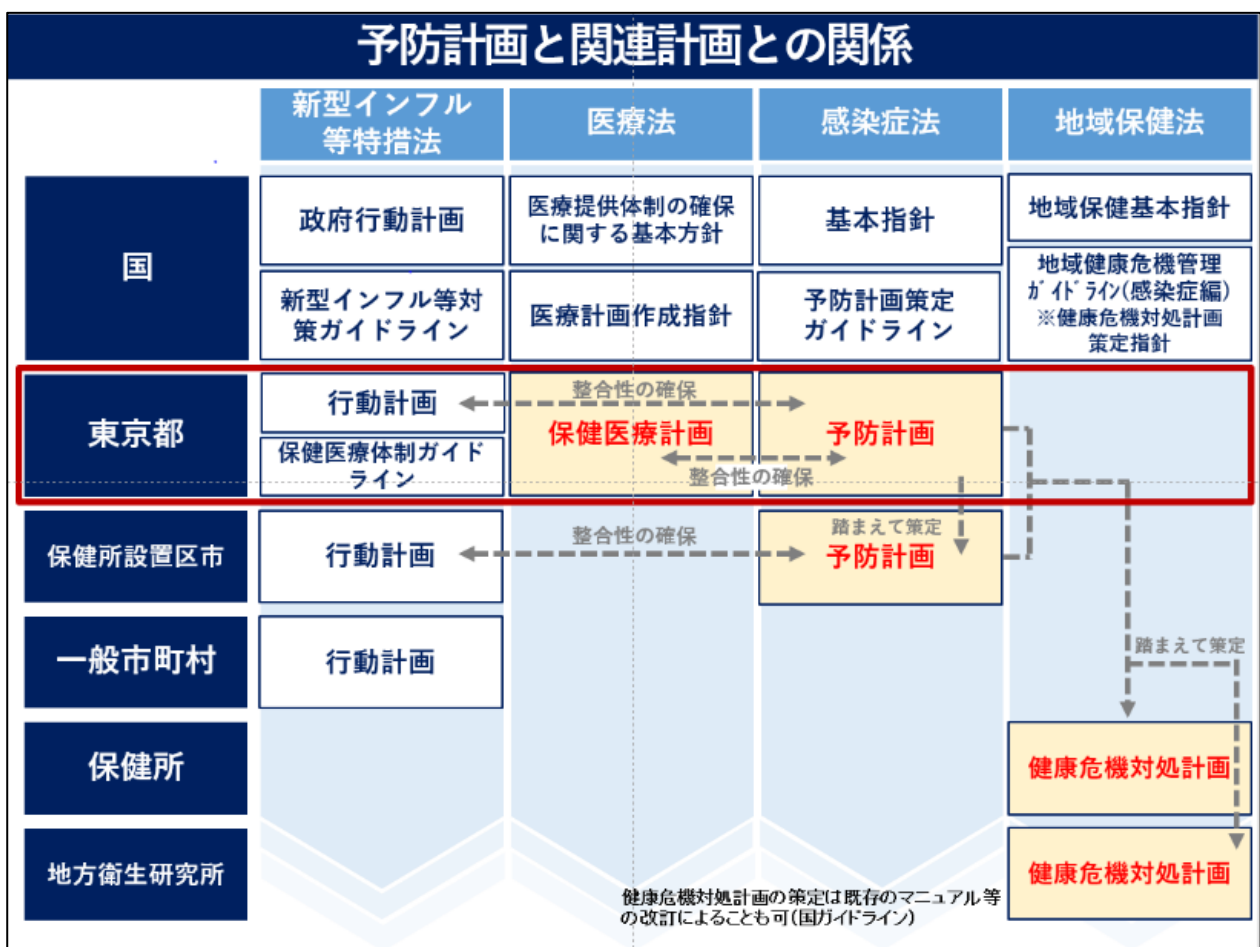 予防計画と関連計画との関係
新型インフル
等特措法
医療法
感染症法
地域保健法
国
政府行動計画
医療提供体制の確保
に関する基本方針
基本指針
地域保健基本指針
新型インフル等対
策ガイドライン
医療計画作成指針
予防計画策定
ガイドライン
地域健康危機管理
ｶﾞｲﾄﾞﾗｲﾝ(感染症編)
※健康危機対処計画
策定指針
東京都
行動計画
整合性の確保
保健医療計画
予防計画
保健医療体制ガイド
ライン
整合性の確保
保健所設置区市
行動計画
整合性の確保
踏まえて策定
予防計画
一般市町村
行動計画
踏まえて策定
保健所
健康危機対処計画
地方衛生研究所
健康危機対処計画
健康危機対処計画の策定は既存のマニュアル等
の改訂によることも可(国ガイドライン)